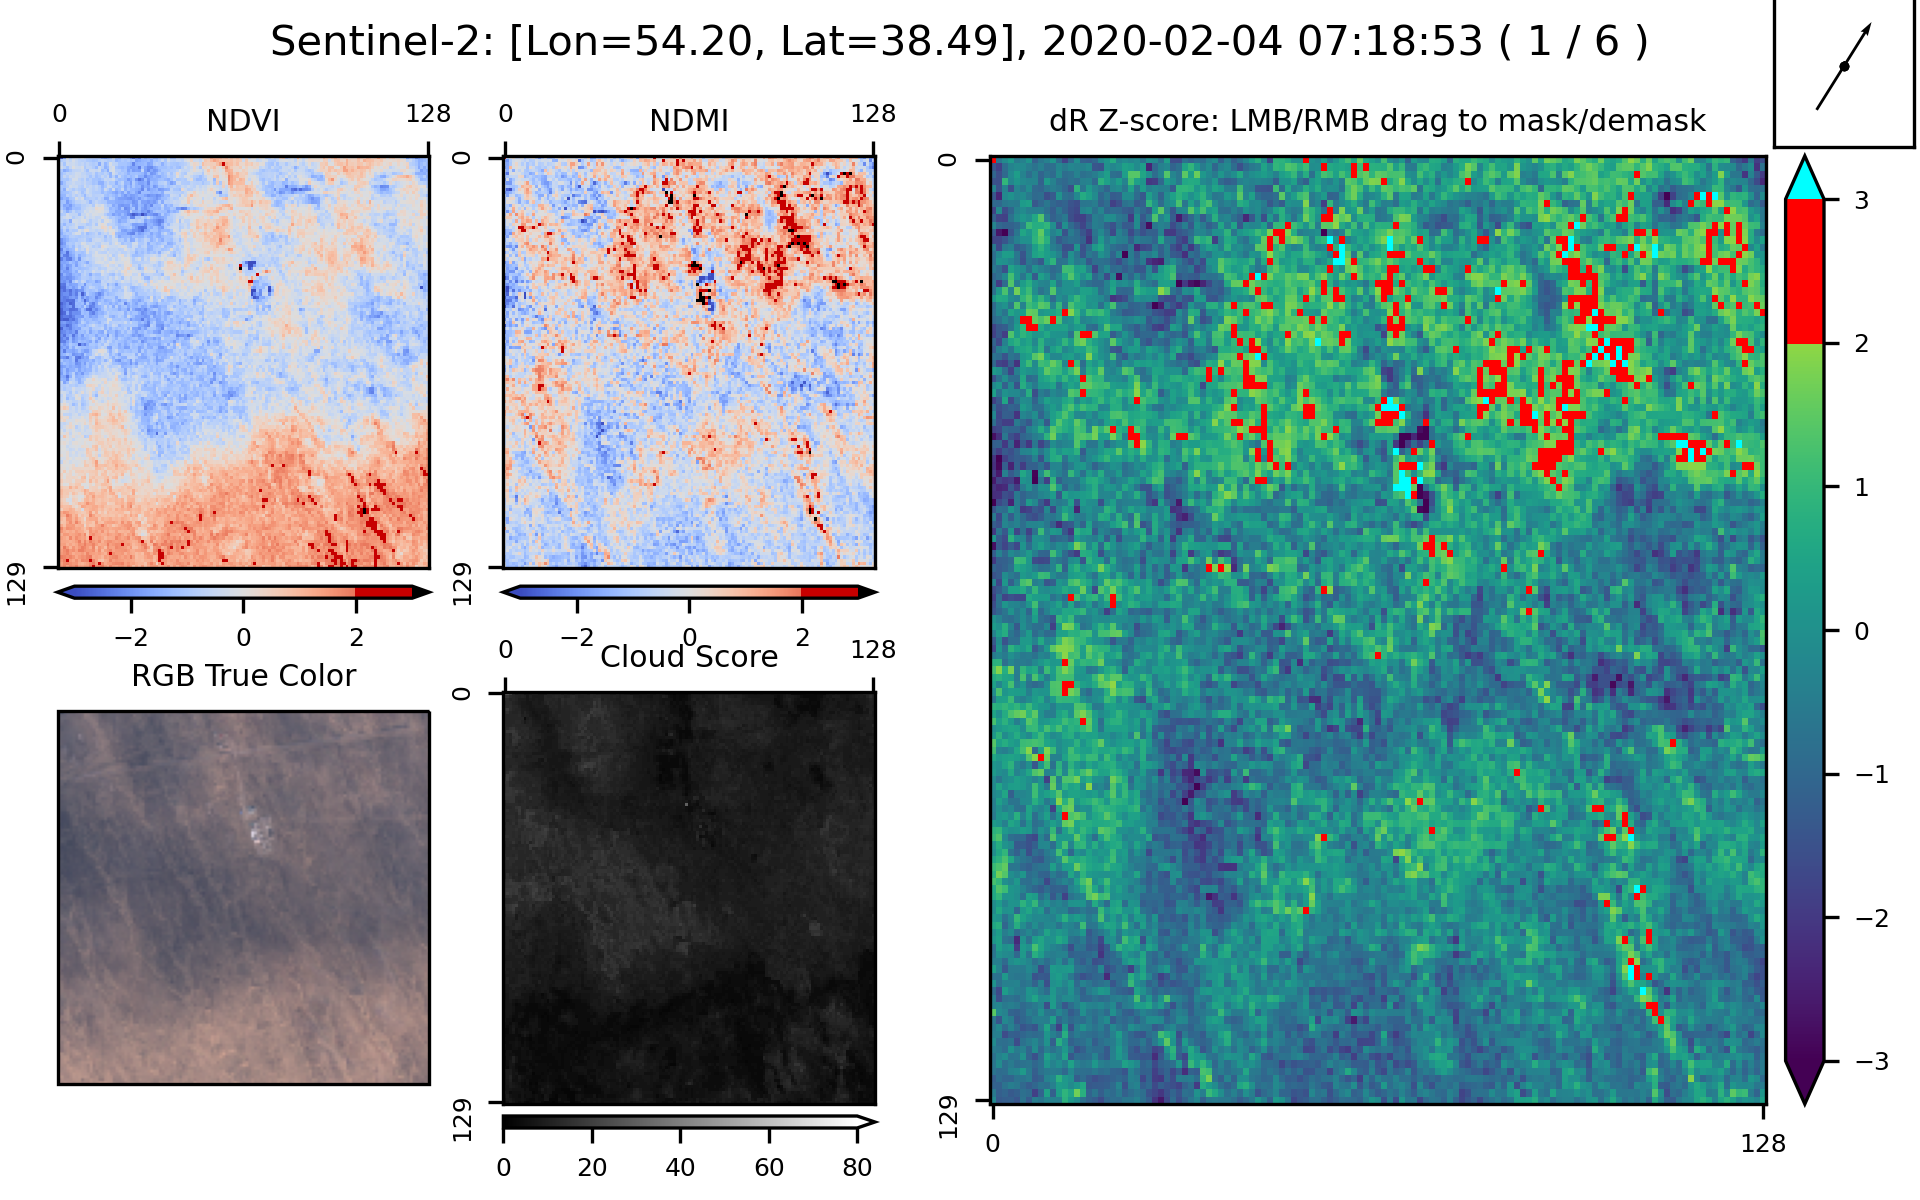 Sentinel-2: [Lon=54.20, Lat=38.49], 2020-02-04 07:18:53 ( 1 / 6 )
NDVI
0 128
0
129
−2 0 2
NDMI
0 128
0
129
−2 0 2
dR Z-score: LMB/RMB drag to mask/demask
0
129
0 128
3
2
1
0
−1
−2
−3
RGB True Color
Cloud Score
0 128
0
129
0 20 40 60 80